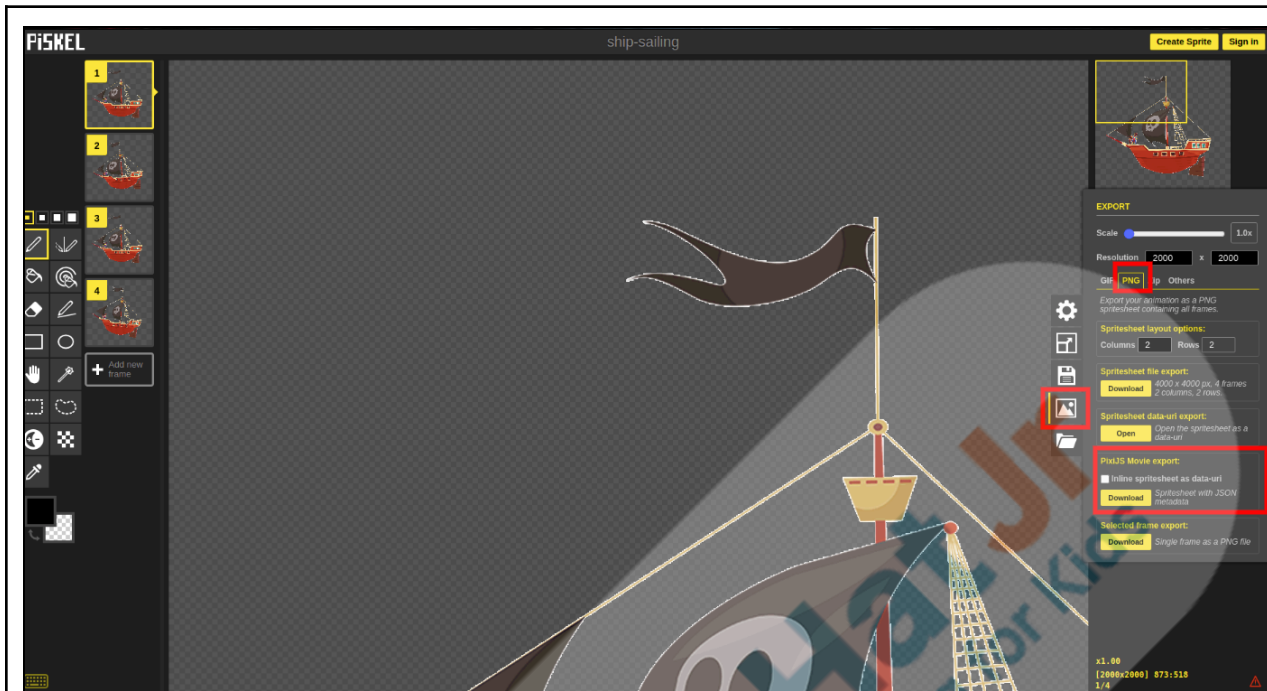 PiSKEL
ship-sailing
Create Sprite
Sign in
1
2
3
4
Add new
frame
EXPORT
Scale
1.0x
Resolution 2000 x 2000
GIF PNG Others
Export your animation as a PNG
spritesheet containing all frames.
Spritesheet layout options:
Columns 2 Rows 2
Spritesheet file export:
Download 4000 x 4000 px, 4 frames
2 columns, 2 rows.
Spritesheet data-uri export:
Open Open the spritesheet as a
data-uri
PixiJS Movie export:
Inline spritesheet as data-uri
Download Spritesheet with JSON
metadata
Selected frame export:
Download Single frame as a PNG file
x1.00
[2000x2000] 873:518
1/4
Jr
for Kids